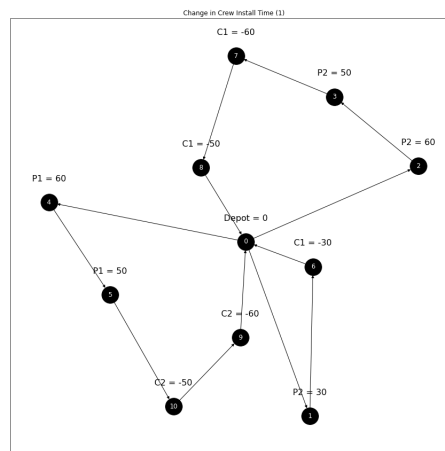 Change in Crew Install Time (1)
C1 = -60
7
P2 = 50
3
P2 = 60
2
C1 = -50
8
P1 = 60
4
Depot = 0
0
C1 = -30
6
P1 = 50
5
C2 = -60
9
C2 = -50
10
P2 = 30
1